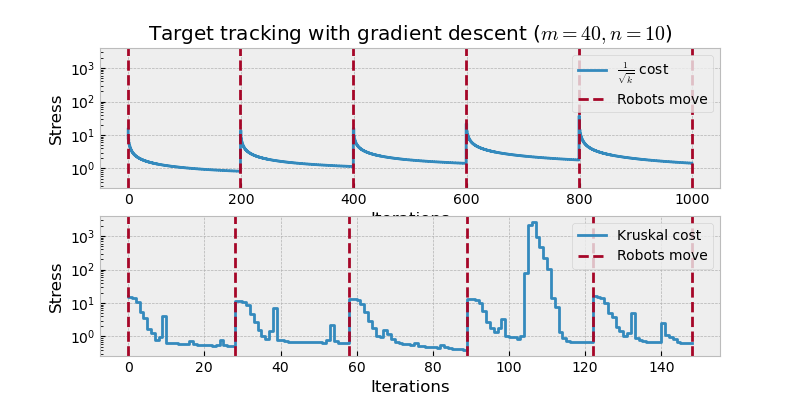 Target tracking with gradient descent (m = 40, n = 10)
Stress
10³
10²
10¹
10⁰
1/√k cost
Robots move
0 200 400 600 800 1000
Iterations
Stress
10³
10²
10¹
10⁰
Kruskal cost
Robots move
0 20 40 60 80 100 120 140
Iterations